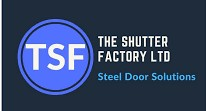 TSF
THE SHUTTER
FACTORY LTD
Steel Door Solutions